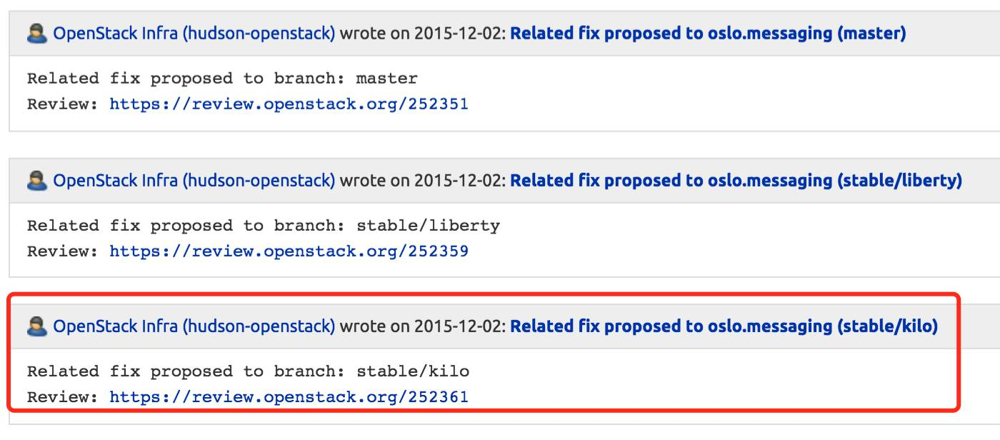 OpenStack Infra (hudson-openstack) wrote on 2015-12-02: Related fix proposed to oslo.messaging (master)
Related fix proposed to branch: master
Review: https://review.openstack.org/252351
OpenStack Infra (hudson-openstack) wrote on 2015-12-02: Related fix proposed to oslo.messaging (stable/liberty)
Related fix proposed to branch: stable/liberty
Review: https://review.openstack.org/252359
OpenStack Infra (hudson-openstack) wrote on 2015-12-02: Related fix proposed to oslo.messaging (stable/kilo)
Related fix proposed to branch: stable/kilo
Review: https://review.openstack.org/252361